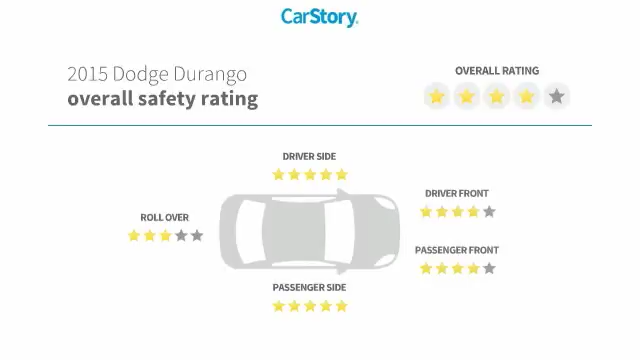 CarStory.
2015 Dodge Durango
overall safety rating
OVERALL RATING
DRIVER SIDE
DRIVER FRONT
ROLL OVER
PASSENGER FRONT
PASSENGER SIDE